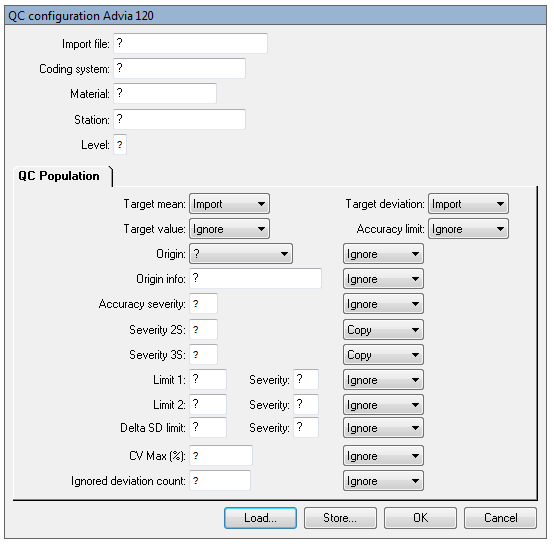 QC configuration Advia 120
Import file: ?
Coding system: ?
Material: ?
Station: ?
Level: ?
QC Population
Target mean: Import Target deviation: Import
Target value: Ignore Accuracy limit: Ignore
Origin: ? Ignore
Origin info: ? Ignore
Accuracy severity: ? Ignore
Severity 2S: ? Copy
Severity 3S: ? Copy
Limit 1: ? Severity: ? Ignore
Limit 2: ? Severity: ? Ignore
Delta SD limit: ? Severity: ? Ignore
CV Max (%): ? Ignore
Ignored deviation count: ? Ignore
Load... Store... OK Cancel